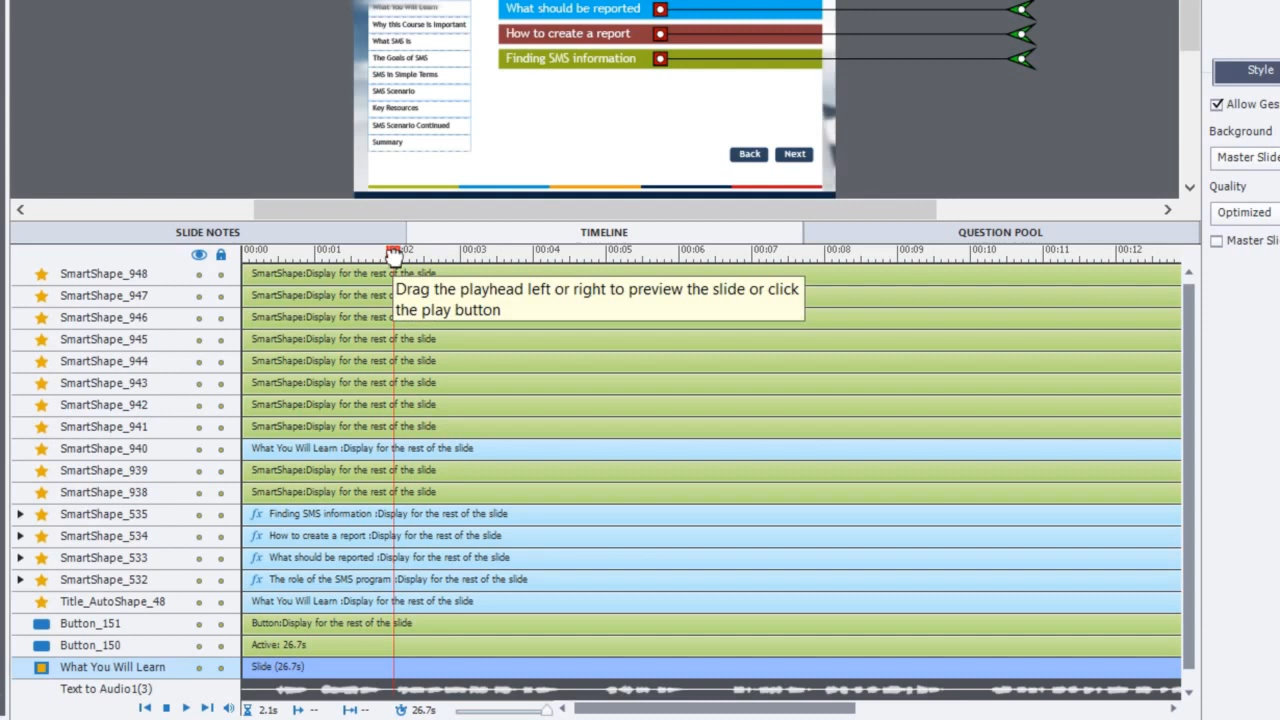 What You Will Learn
Why this Course Is Important
What SMS Is
The Goals of SMS
SMS in Simple Terms
SMS Scenario
Key Resources
SMS Scenario Continued
Summary
What should be reported
How to create a report
Finding SMS information
Back Next
Style
Allow Ges
Background
Master Slide
Quality
Optimized
Master Sli
SLIDE NOTES TIMELINE QUESTION POOL
00:00 00:01 00:02 00:03 00:04 00:05 00:06 00:07 00:08 00:09 00:10 00:11 00:12
SmartShape_948 SmartShape:Display for the rest of the slide
Drag the playhead left or right to preview the slide or click
the play button
SmartShape_947 SmartShape:Display for the rest
SmartShape_946 SmartShape:Display for the rest
SmartShape_945 SmartShape:Display for the rest of the slide
SmartShape_944 SmartShape:Display for the rest of the slide
SmartShape_943 SmartShape:Display for the rest of the slide
SmartShape_942 SmartShape:Display for the rest of the slide
SmartShape_941 SmartShape:Display for the rest of the slide
SmartShape_940 What You Will Learn :Display for the rest of the slide
SmartShape_939 SmartShape:Display for the rest of the slide
SmartShape_938 SmartShape:Display for the rest of the slide
SmartShape_535 fx Finding SMS information :Display for the rest of the slide
SmartShape_534 fx How to create a report :Display for the rest of the slide
SmartShape_533 fx What should be reported :Display for the rest of the slide
SmartShape_532 fx The role of the SMS program :Display for the rest of the slide
Title_AutoShape_48 What You Will Learn :Display for the rest of the slide
Button_151 Button:Display for the rest of the slide
Button_150 Active: 26.7s
What You Will Learn Slide (26.7s)
Text to Audio (3)
2.1s -- -- 26.7s